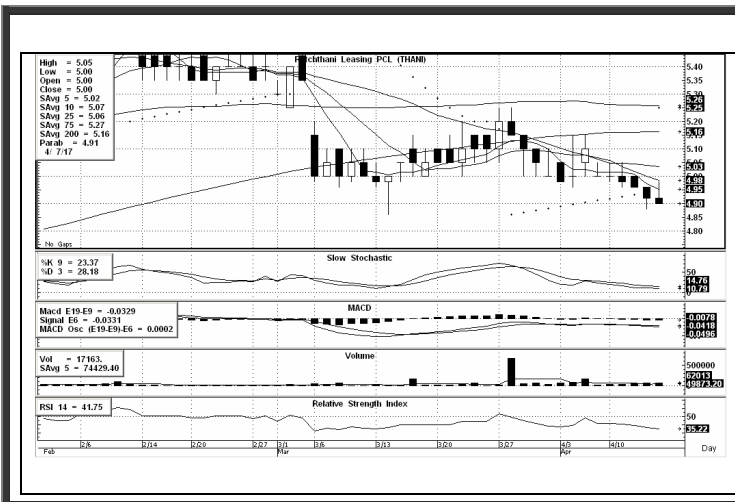 Ratchthani Leasing PCL (THANI)
High = 5.05
Low = 5.00
Open = 5.00
Close = 5.00
SAvg 5 = 5.02
SAvg 10 = 5.07
SAvg 25 = 5.06
SAvg 75 = 5.27
SAvg 200 = 5.16
Parab = 4.91
4/ 7/17
5.40
5.35
5.30
5.26
5.25
5.20
5.16
5.10
5.05
5.03
4.98
4.95
4.90
4.85
4.80
No Gaps
Slow Stochastic
%K 9 = 23.37
%D 3 = 28.18
50
14.76
10.79
0
MACD
Macd E19-E9 = -0.0329
Signal E6 = -0.0331
MACD Osc (E19-E9)-E6 = 0.0002
-0.0078
-0.0418
-0.0496
Volume
Vol = 17163.
SAvg 5 = 74429.40
500000
62013
49873.20
Relative Strength Index
RSI 14 = 41.75
50
35.22
2/6 2/14 2/20 2/27 3/1 3/6 3/13 3/20 3/27 4/3 4/10
Feb Mar Apr
Day